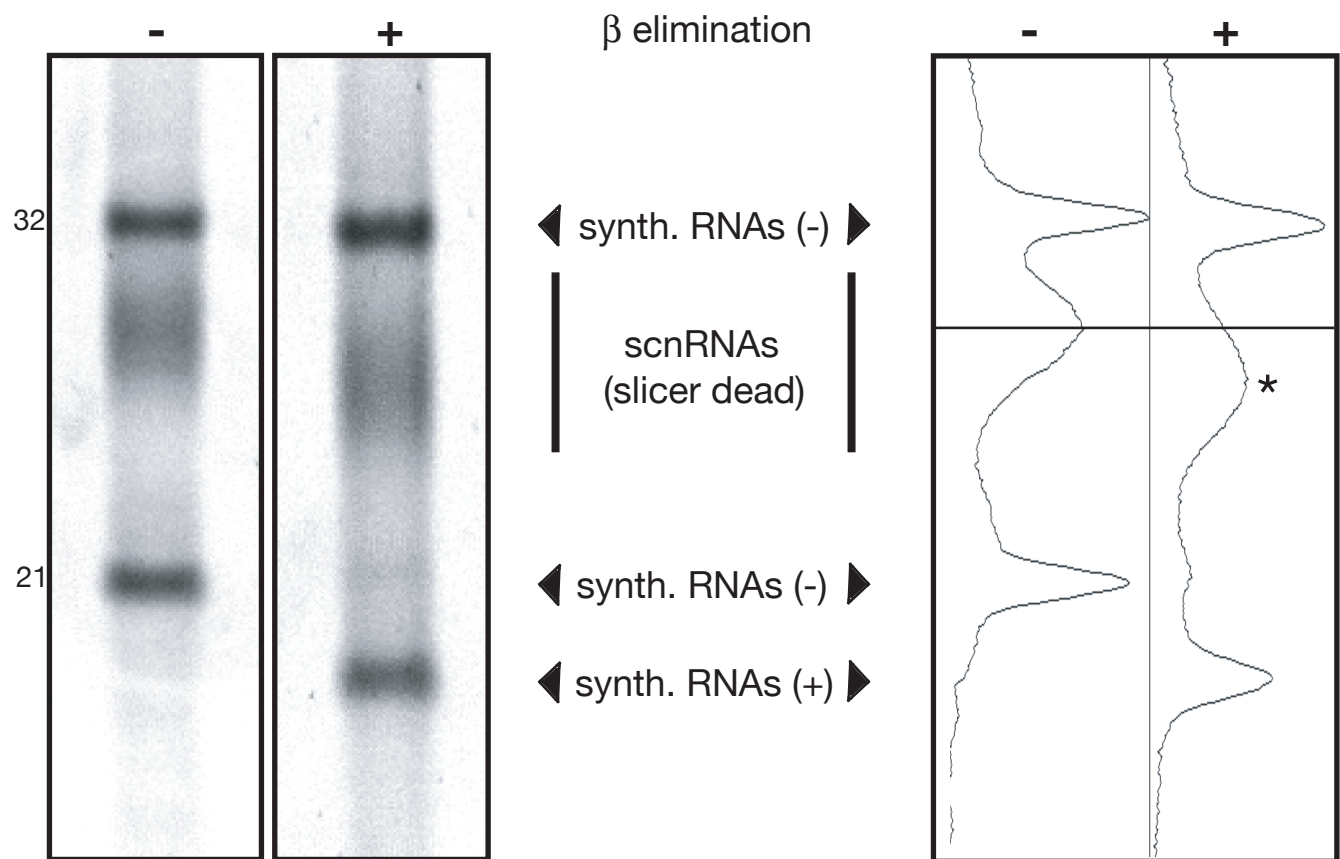 - + β elimination - +
32 synth. RNAs (-)
scnRNAs
(slicer dead)
*
21 synth. RNAs (-)
synth. RNAs (+)